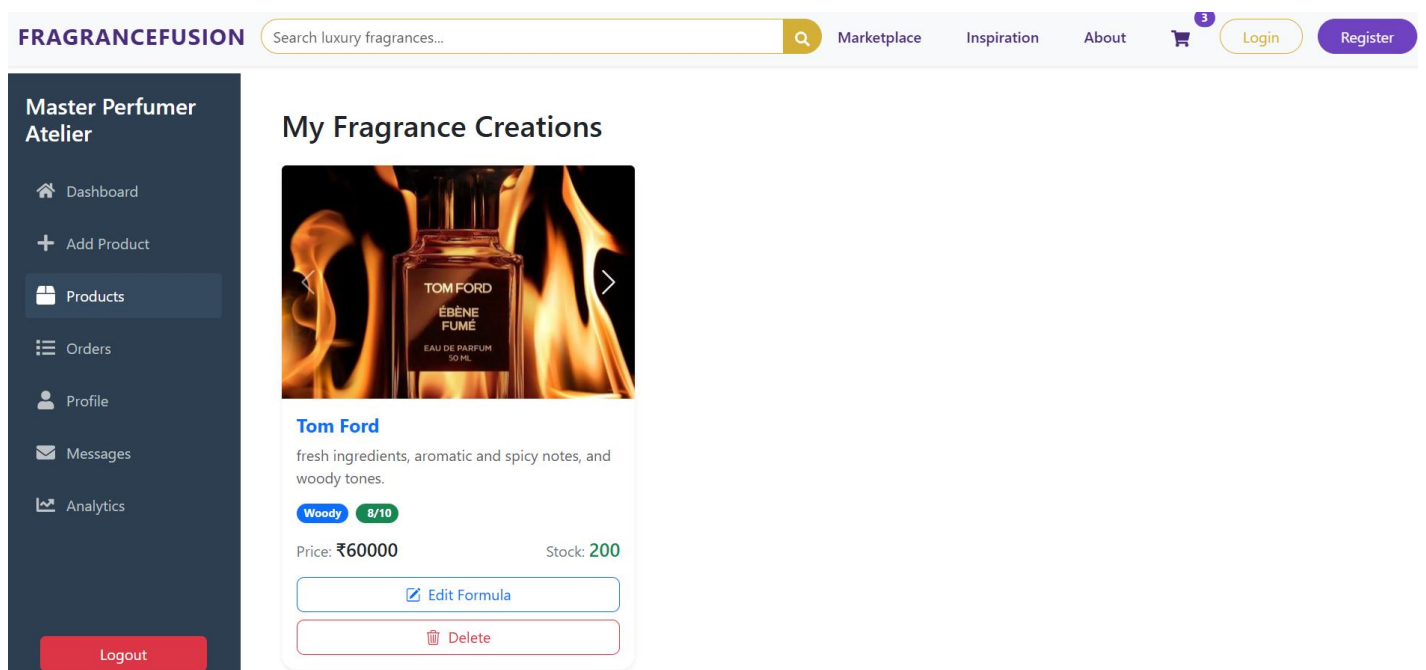 FRAGRANCEFUSION
Search luxury fragrances...
Marketplace
Inspiration
About
3
Login
Register
Master Perfumer
Atelier
Dashboard
Add Product
Products
Orders
Profile
Messages
Analytics
Logout
My Fragrance Creations
TOM FORD
ÉBÈNE
FUMÉ
EAU DE PARFUM
50 ML
Tom Ford
fresh ingredients, aromatic and spicy notes, and
woody tones.
Woody 8/10
Price: ₹60000 Stock: 200
Edit Formula
Delete